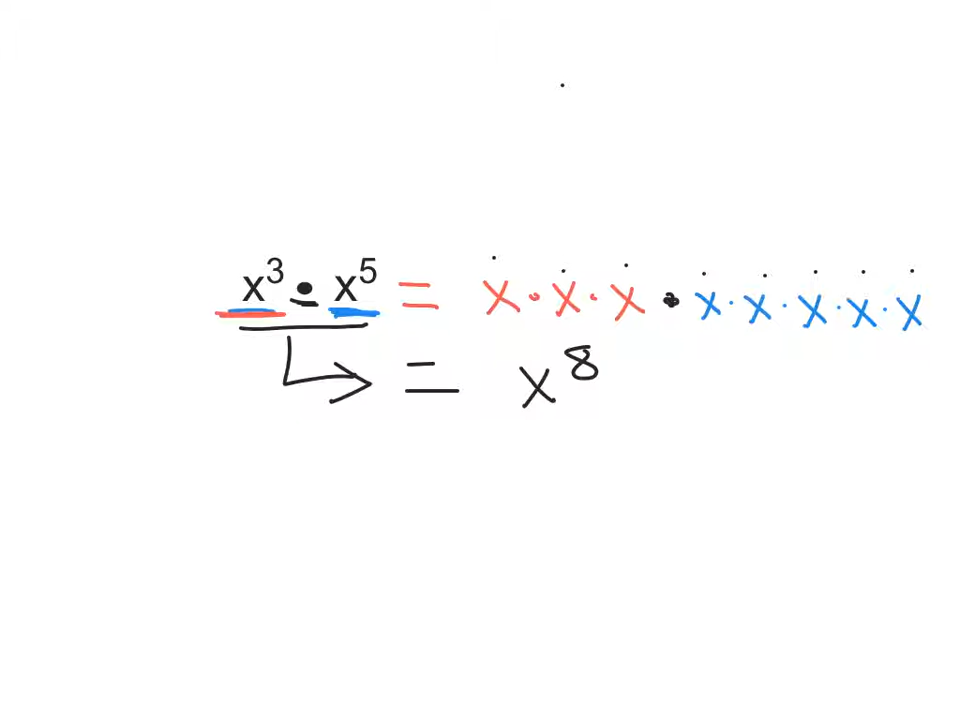 x³ • x⁵ = x · x · x · x · x · x · x · x
= x⁸